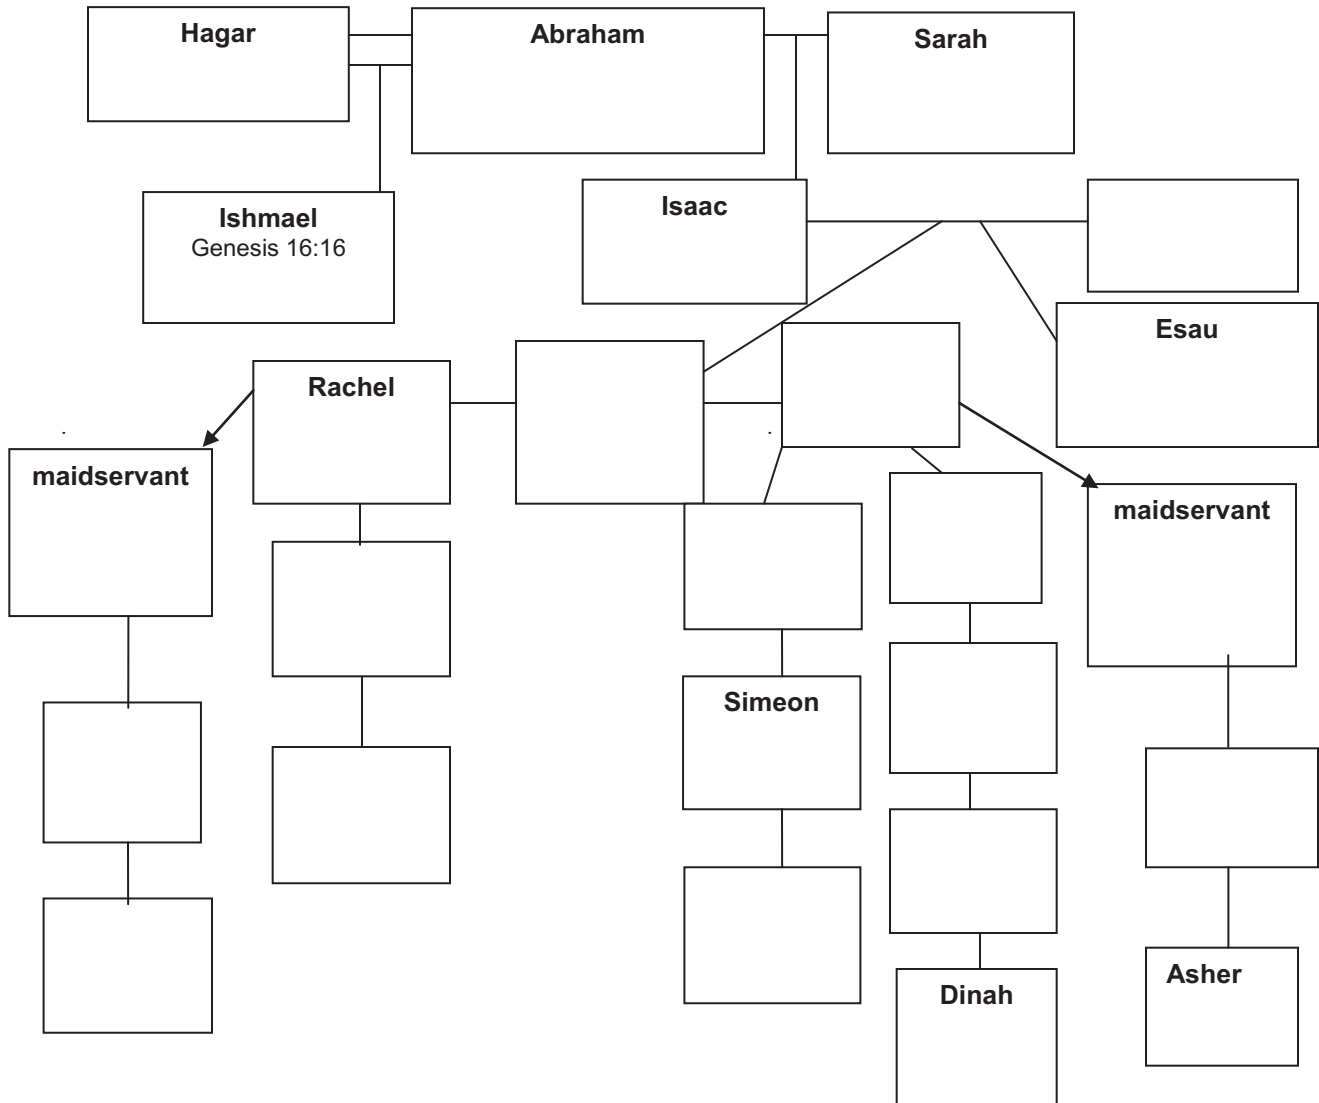 Hagar
Abraham
Sarah
Ishmael
Genesis 16:16
Isaac
Esau
Rachel
maidservant
maidservant
Simeon
Dinah
Asher